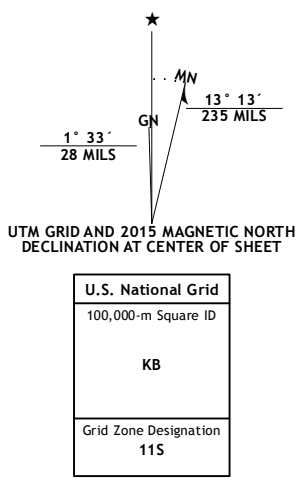 ★
MN
GN
13° 13´
235 MILS
1° 33´
28 MILS
UTM GRID AND 2015 MAGNETIC NORTH
DECLINATION AT CENTER OF SHEET
U.S. National Grid
100,000-m Square ID
KB
Grid Zone Designation
11S